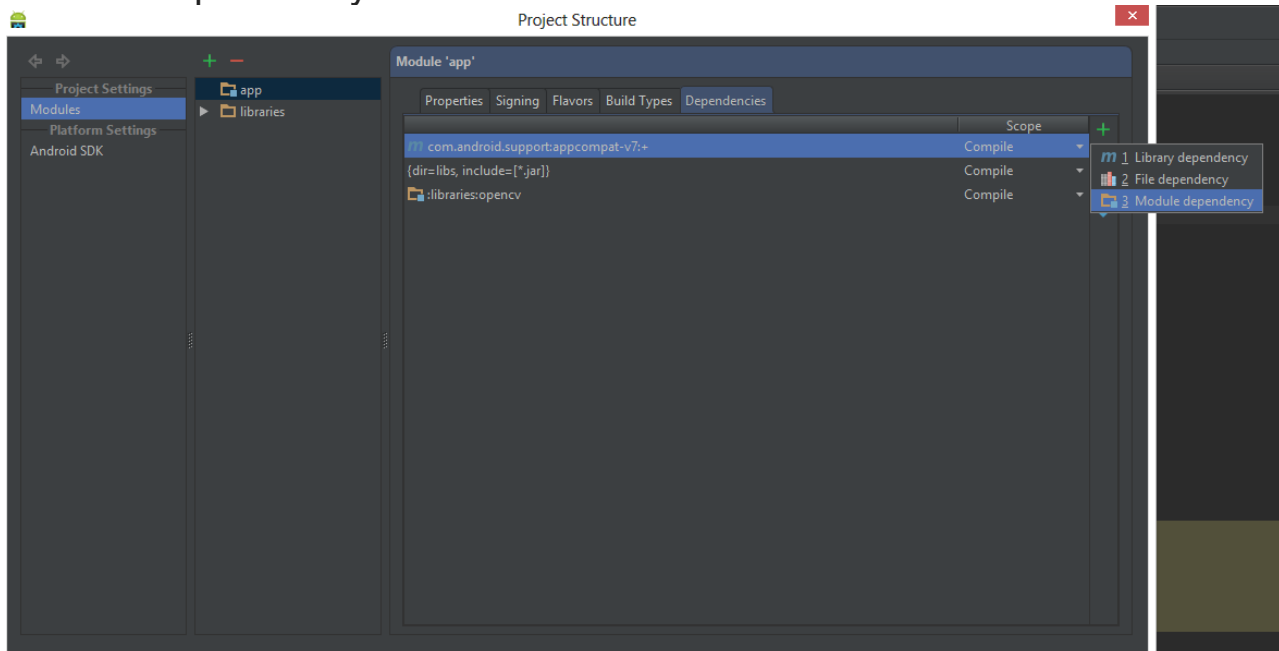 Project Structure
Module 'app'
Project Settings
Modules
Platform Settings
Android SDK
app
libraries
Properties Signing Flavors Build Types Dependencies
Scope
m com.android.support:appcompat-v7:+ Compile
{dir=libs, include=[*.jar]} Compile
:libraries:opencv Compile
m 1 Library dependency
2 File dependency
3 Module dependency